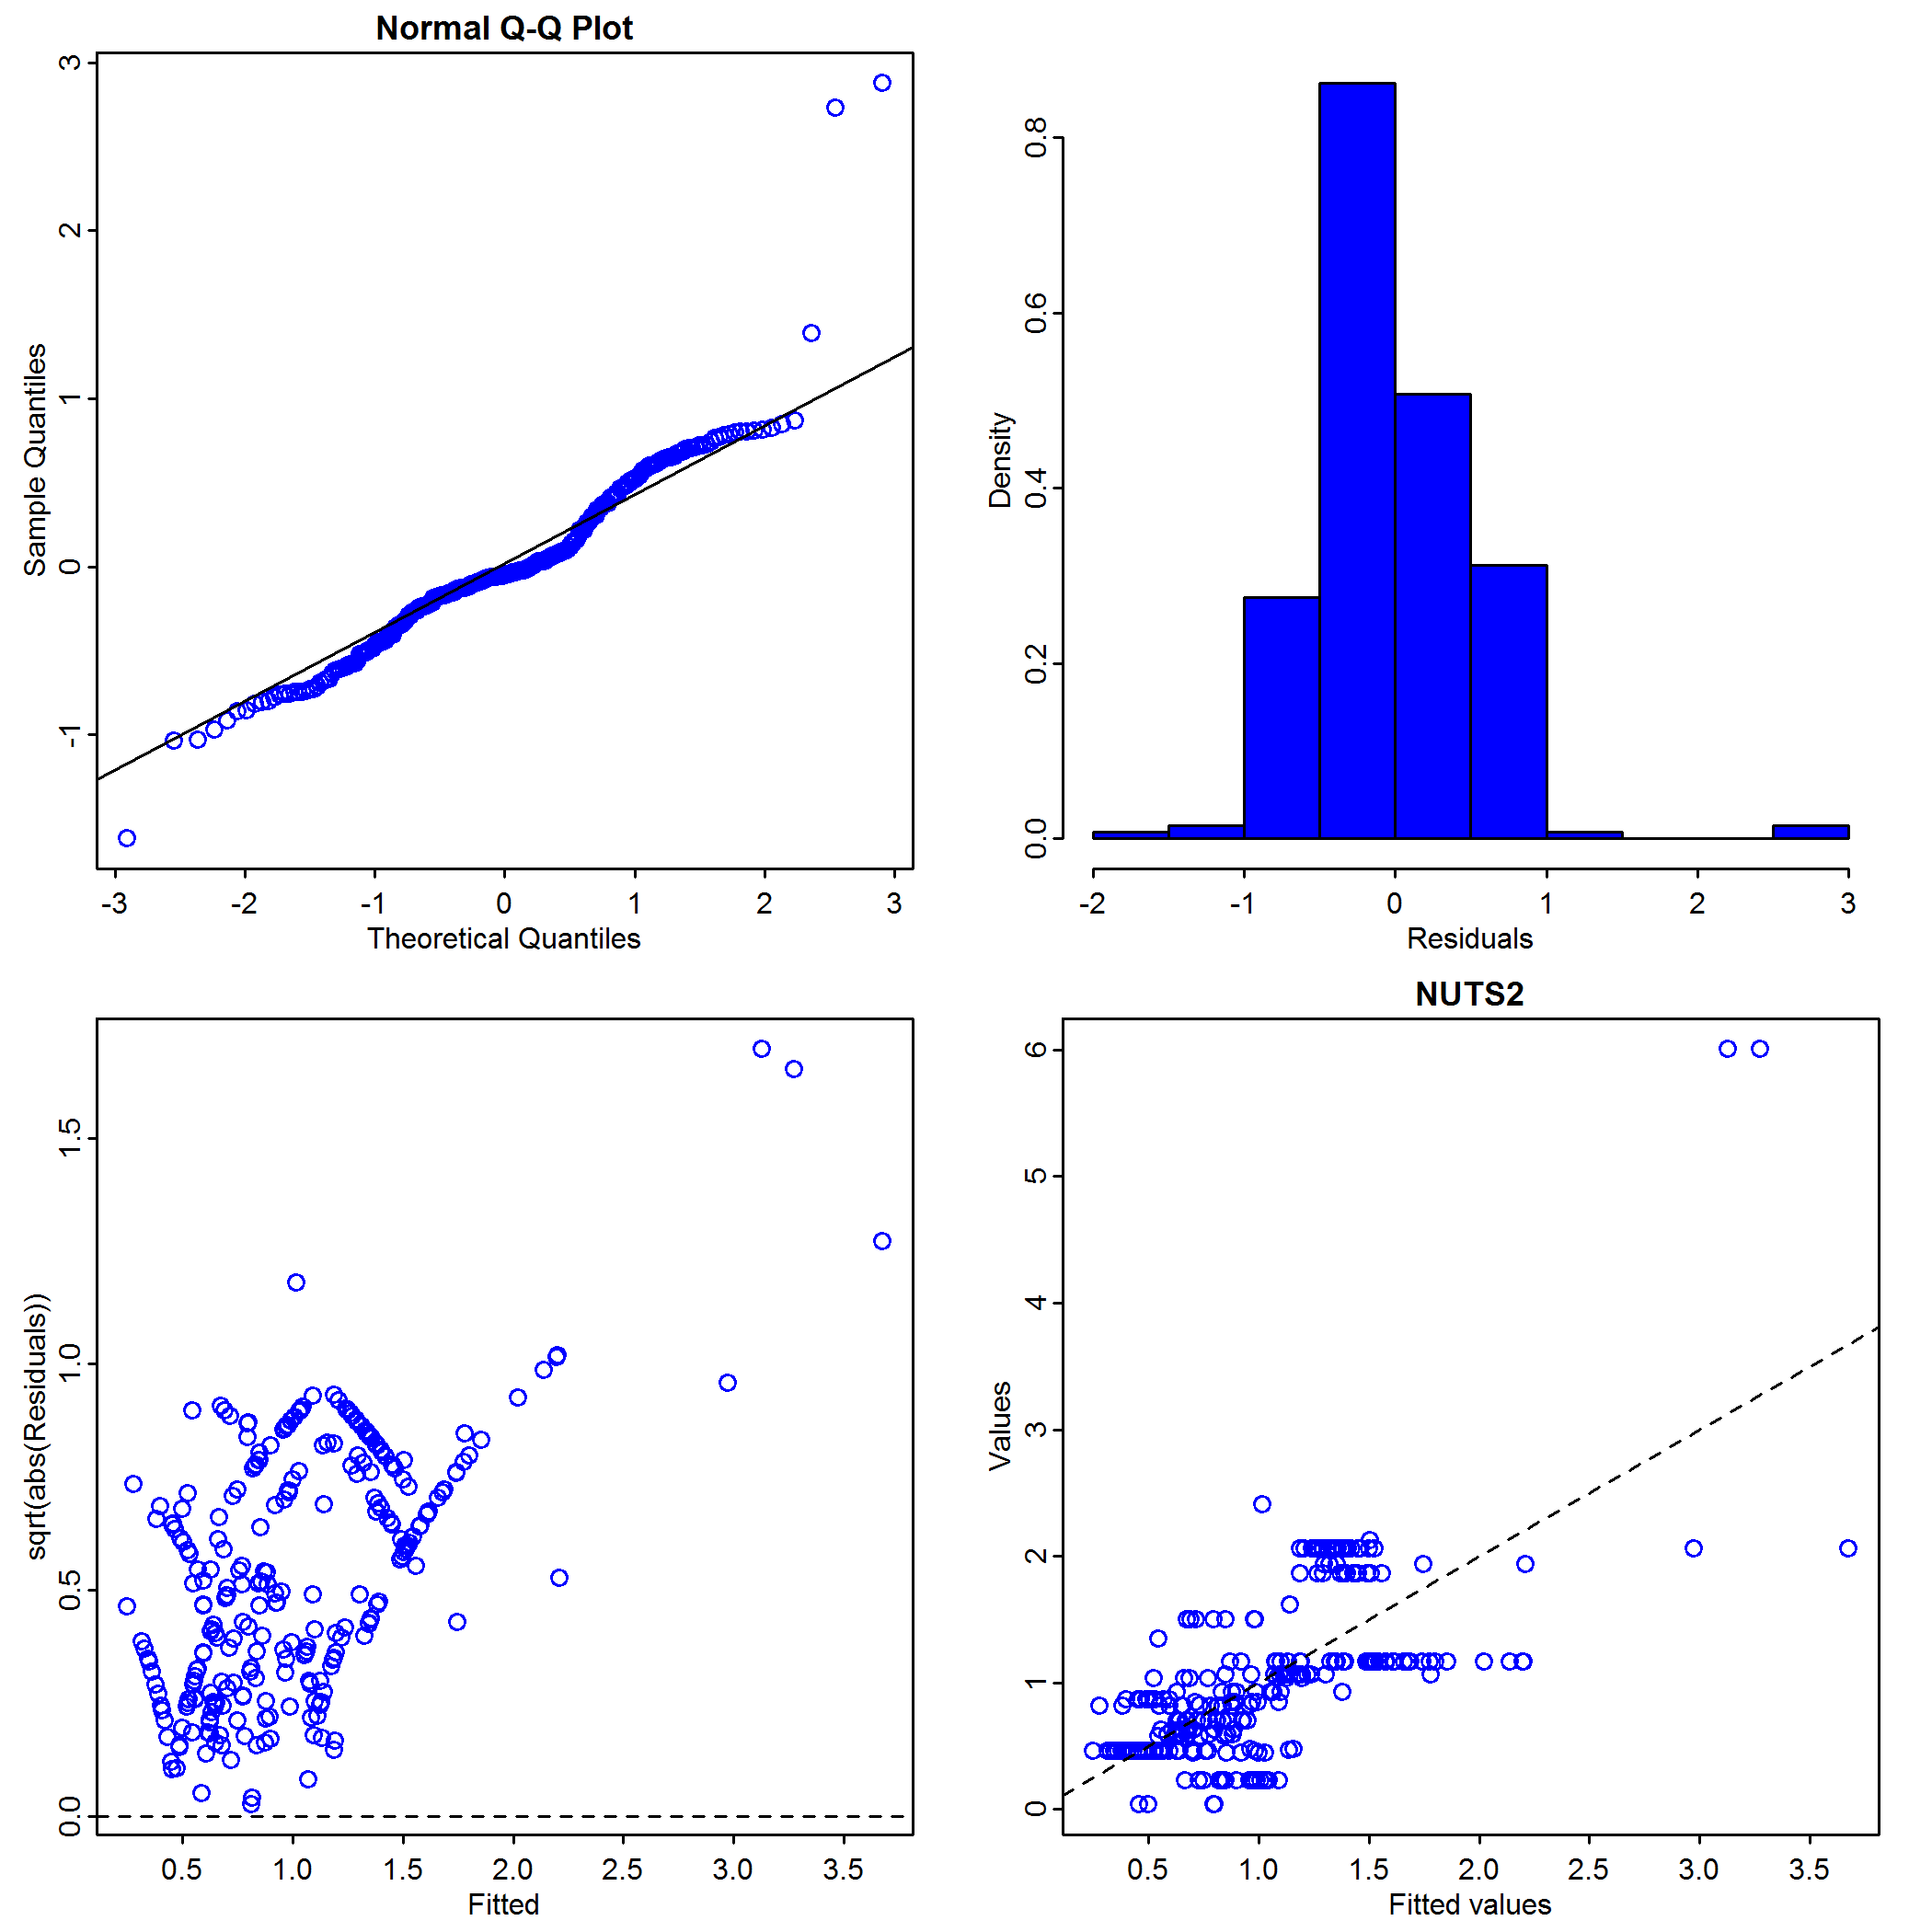 Normal Q-Q Plot
3
2
1
0
-1
Sample Quantiles
-3 -2 -1 0 1 2 3
Theoretical Quantiles
0.8
0.6
0.4
0.2
0.0
Density
-2 -1 0 1 2 3
Residuals
1.5
1.0
0.5
0.0
sqrt(abs(Residuals))
0.5 1.0 1.5 2.0 2.5 3.0 3.5
Fitted
NUTS2
6
5
4
3
2
1
0
Values
0.5 1.0 1.5 2.0 2.5 3.0 3.5
Fitted values